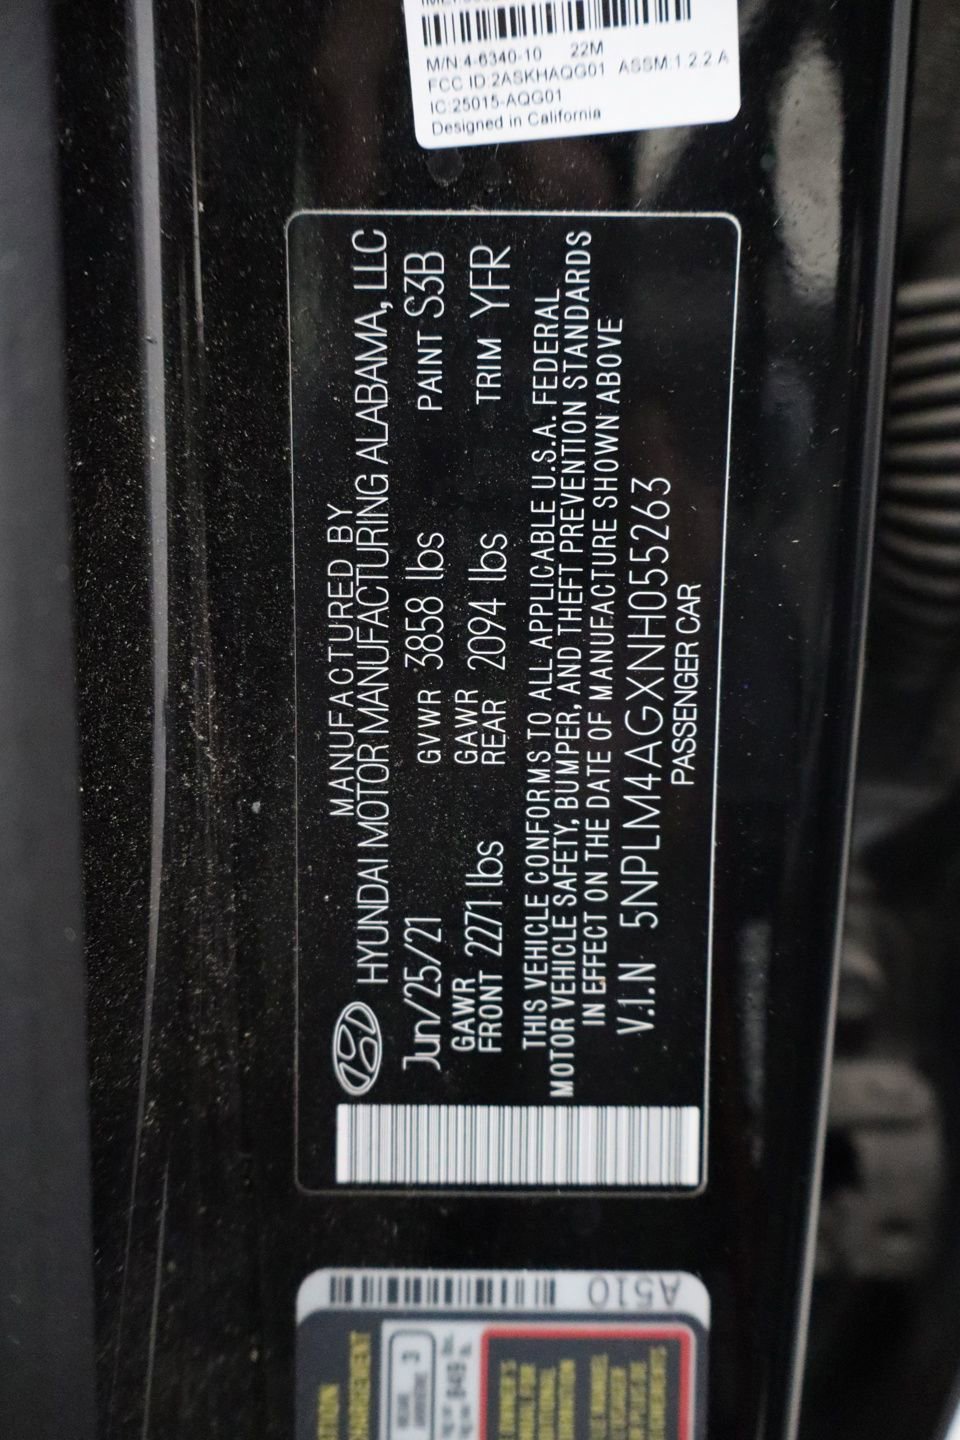 M/N:4-6340-10 22M
FCC ID:2ASKHAQG01 ASSM:1.2.2.A
IC:25015-AQG01
Designed in California
MANUFACTURED BY
HYUNDAI MOTOR MANUFACTURING ALABAMA, LLC
Jun/25/21 GVWR 3858 lbs PAINT S3B
GAWR FRONT 2271 lbs GAWR REAR 2094 lbs TRIM YFR
THIS VEHICLE CONFORMS TO ALL APPLICABLE U.S.A. FEDERAL
MOTOR VEHICLE SAFETY, BUMPER, AND THEFT PREVENTION STANDARDS
IN EFFECT ON THE DATE OF MANUFACTURE SHOWN ABOVE
V.I.N 5NPLM4AGXNH055263
PASSENGER CAR
A510